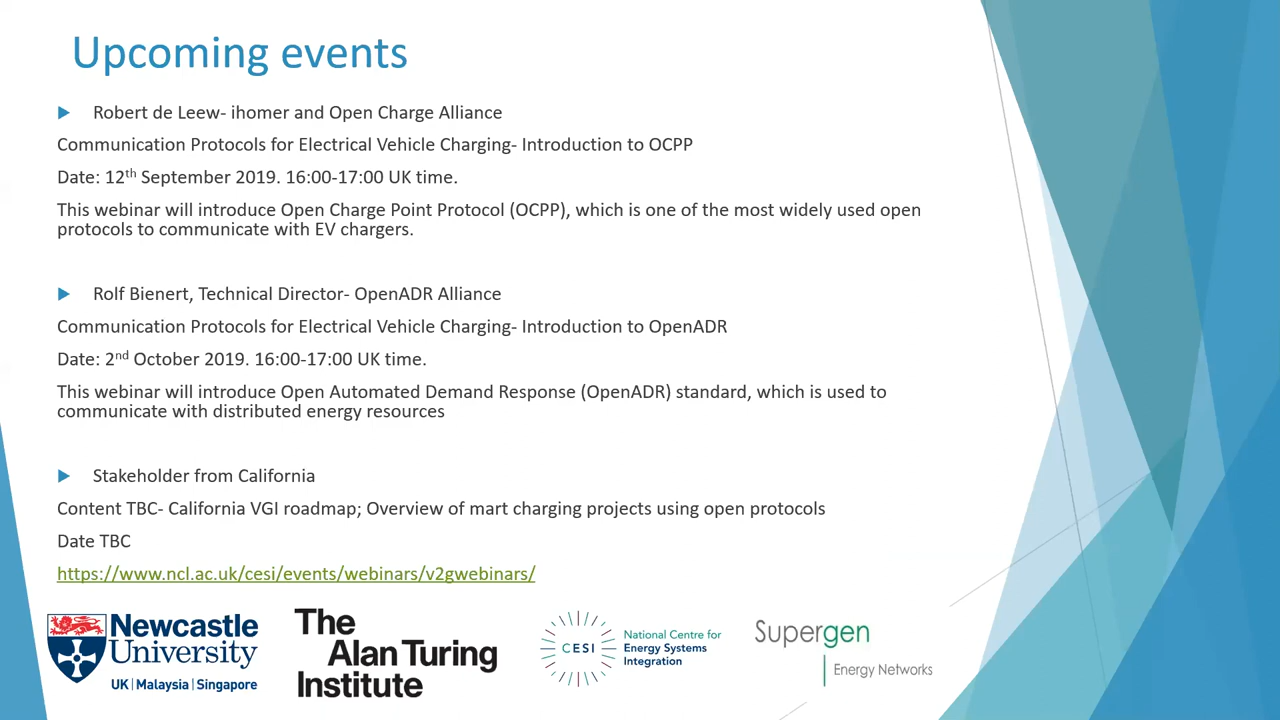 Upcoming events
Robert de Leew- ihomer and Open Charge Alliance
Communication Protocols for Electrical Vehicle Charging- Introduction to OCPP
Date: 12th September 2019. 16:00-17:00 UK time.
This webinar will introduce Open Charge Point Protocol (OCPP), which is one of the most widely used open
protocols to communicate with EV chargers.
Rolf Bienert, Technical Director- OpenADR Alliance
Communication Protocols for Electrical Vehicle Charging- Introduction to OpenADR
Date: 2nd October 2019. 16:00-17:00 UK time.
This webinar will introduce Open Automated Demand Response (OpenADR) standard, which is used to
communicate with distributed energy resources
Stakeholder from California
Content TBC- California VGI roadmap; Overview of mart charging projects using open protocols
Date TBC
https://www.ncl.ac.uk/cesi/events/webinars/v2gwebinars/
Newcastle
University
UK | Malaysia | Singapore
The
Alan Turing
Institute
CESI
National Centre for
Energy Systems
Integration
Supergen
Energy Networks